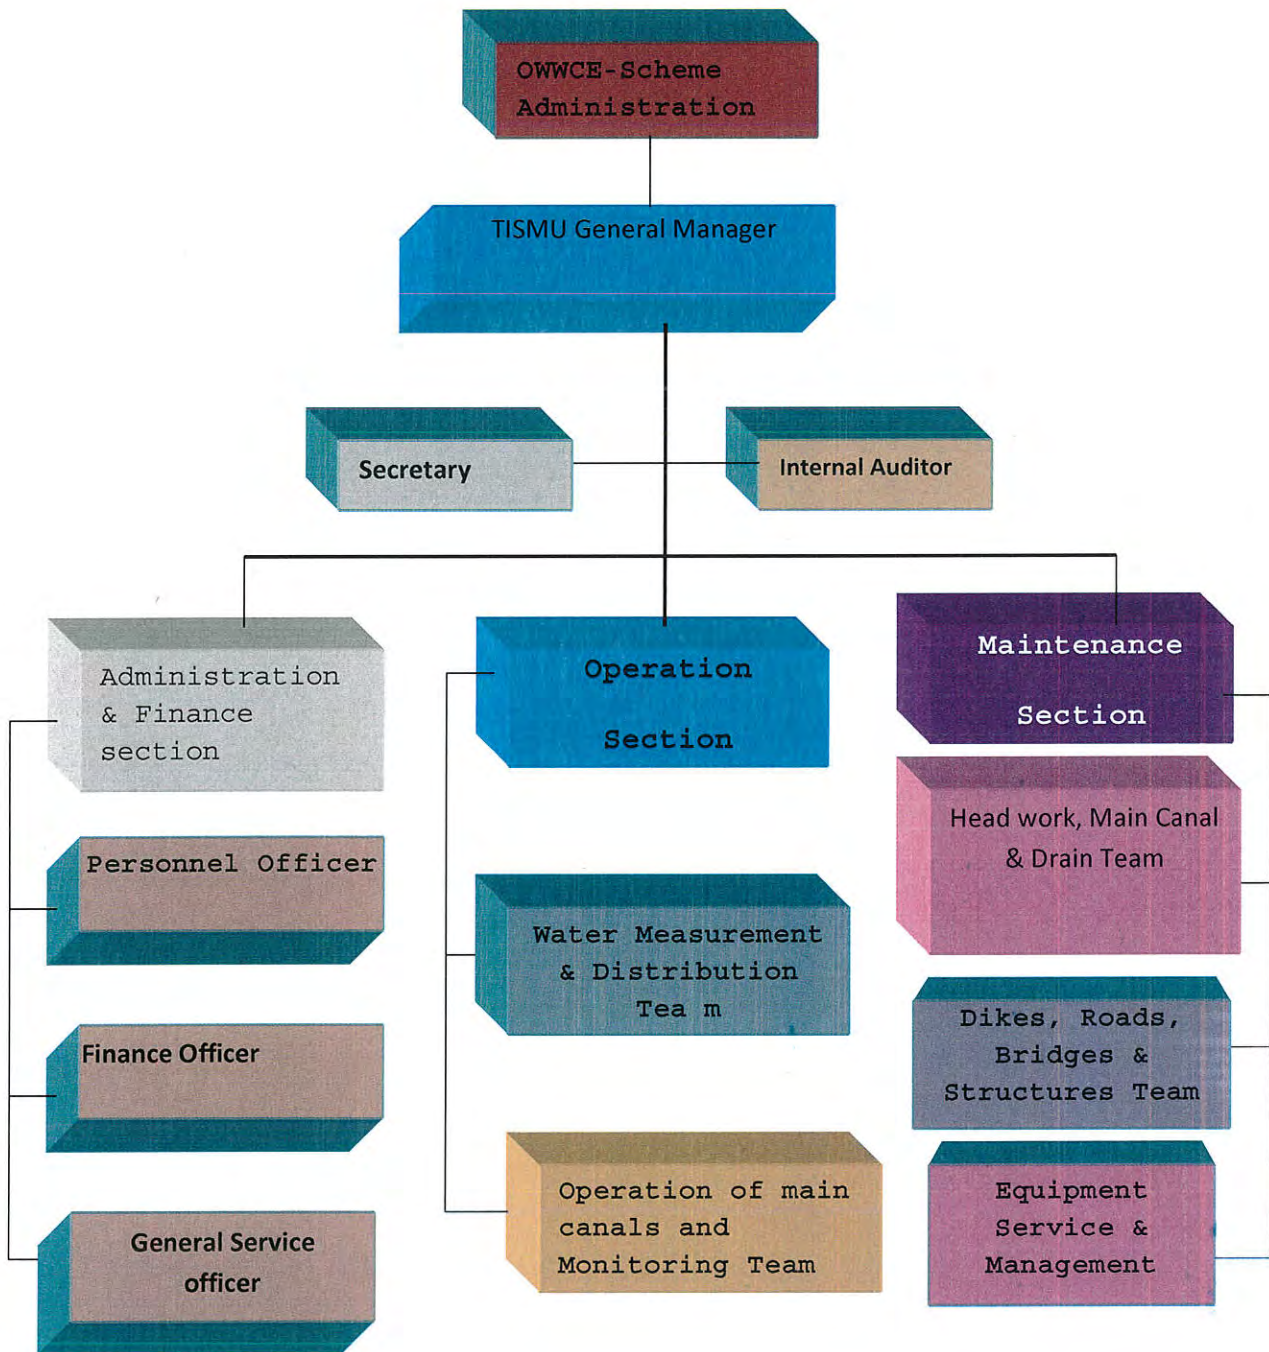 OWWCE-Scheme
Administration
TISMU General Manager
Secretary
Internal Auditor
Administration
& Finance
section
Personnel Officer
Finance Officer
General Service
officer
Operation
Section
Water Measurement
& Distribution
Tea m
Operation of main
canals and
Monitoring Team
Maintenance
Section
Head work, Main Canal
& Drain Team
Dikes, Roads,
Bridges &
Structures Team
Equipment
Service &
Management